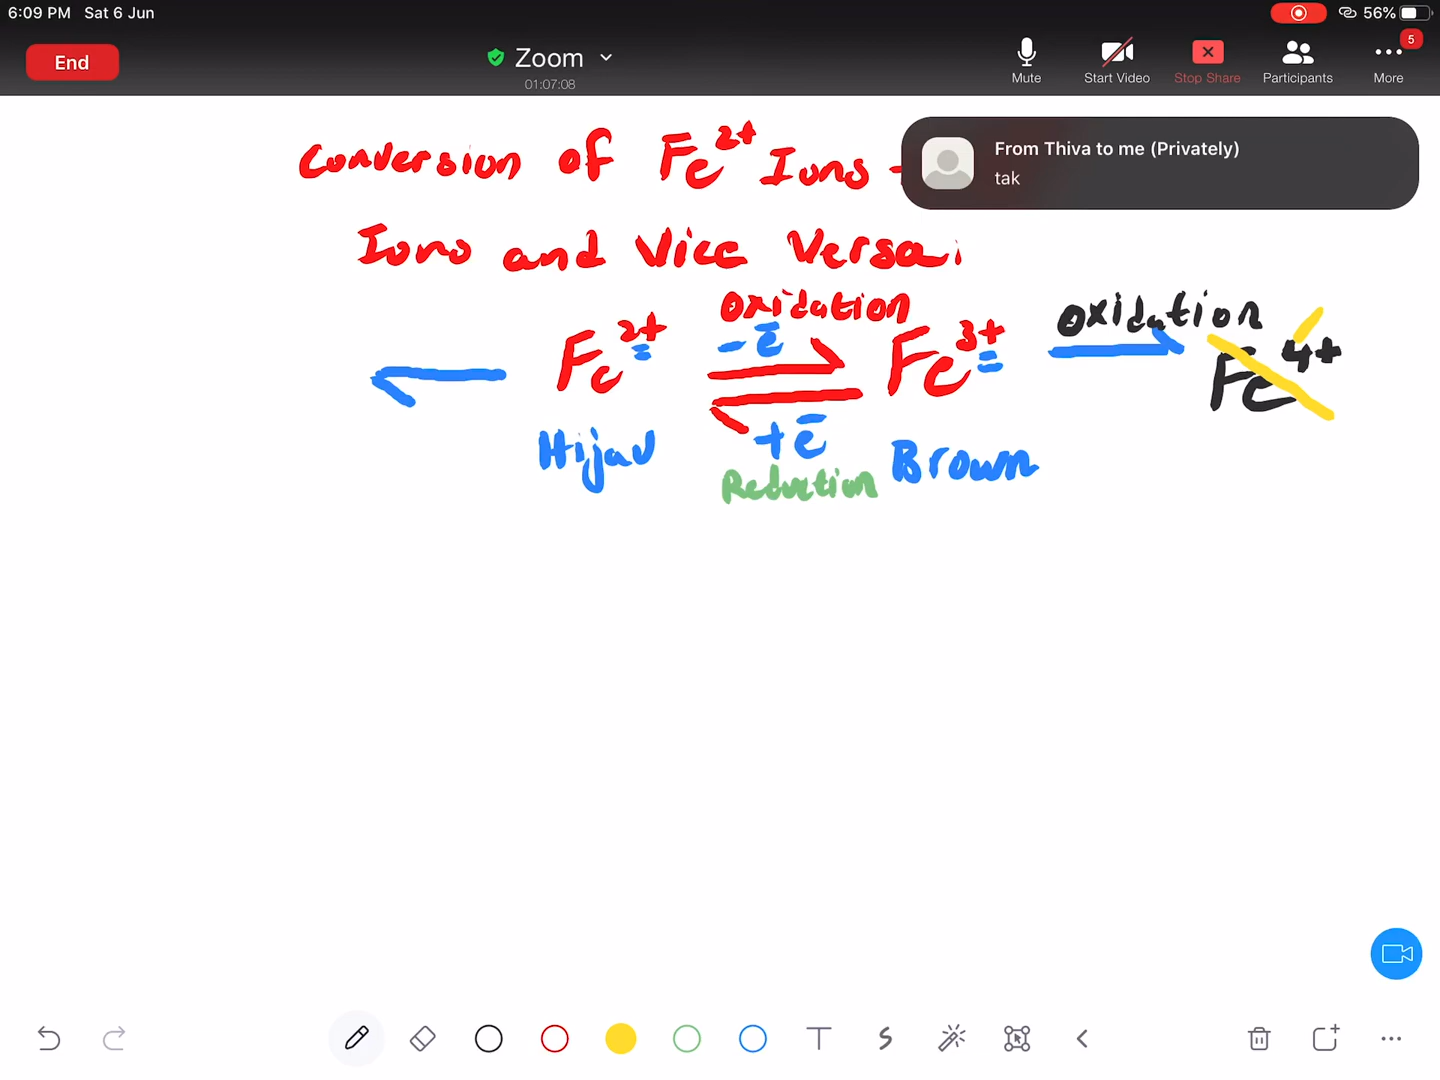 6:09 PM Sat 6 Jun
56%
End
Zoom
01:07:08
Mute
Start Video
Stop Share
Participants
5
More
From Thiva to me (Privately)
tak
Conversion of Fe2+ Ions -
Ions and Vice Versa.
Fe2+ oxidation -e Fe3+ oxidation Fe4+
Hijau +e Brown
Reduction
T